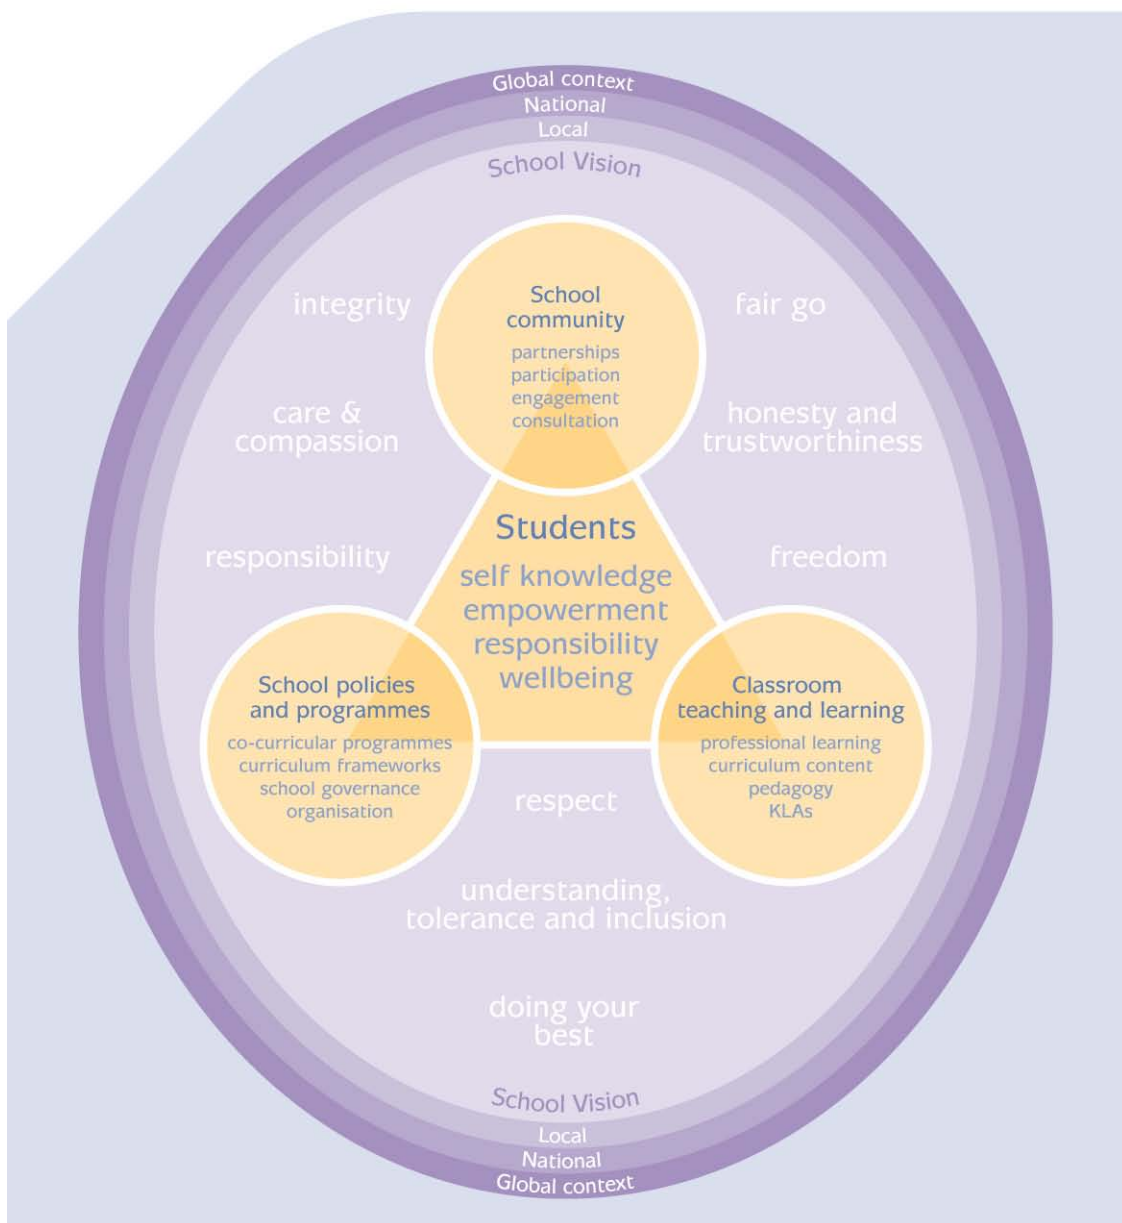 Global context
National
Local
School Vision
integrity
fair go
School
community
partnerships
participation
engagement
consultation
care &
compassion
honesty and
trustworthiness
responsibility
freedom
Students
self knowledge
empowerment
responsibility
wellbeing
School policies
and programmes
co-curricular programmes
curriculum frameworks
school governance
organisation
Classroom
teaching and learning
professional learning
curriculum content
pedagogy
KLAs
respect
understanding,
tolerance and inclusion
doing your
best
School Vision
Local
National
Global context